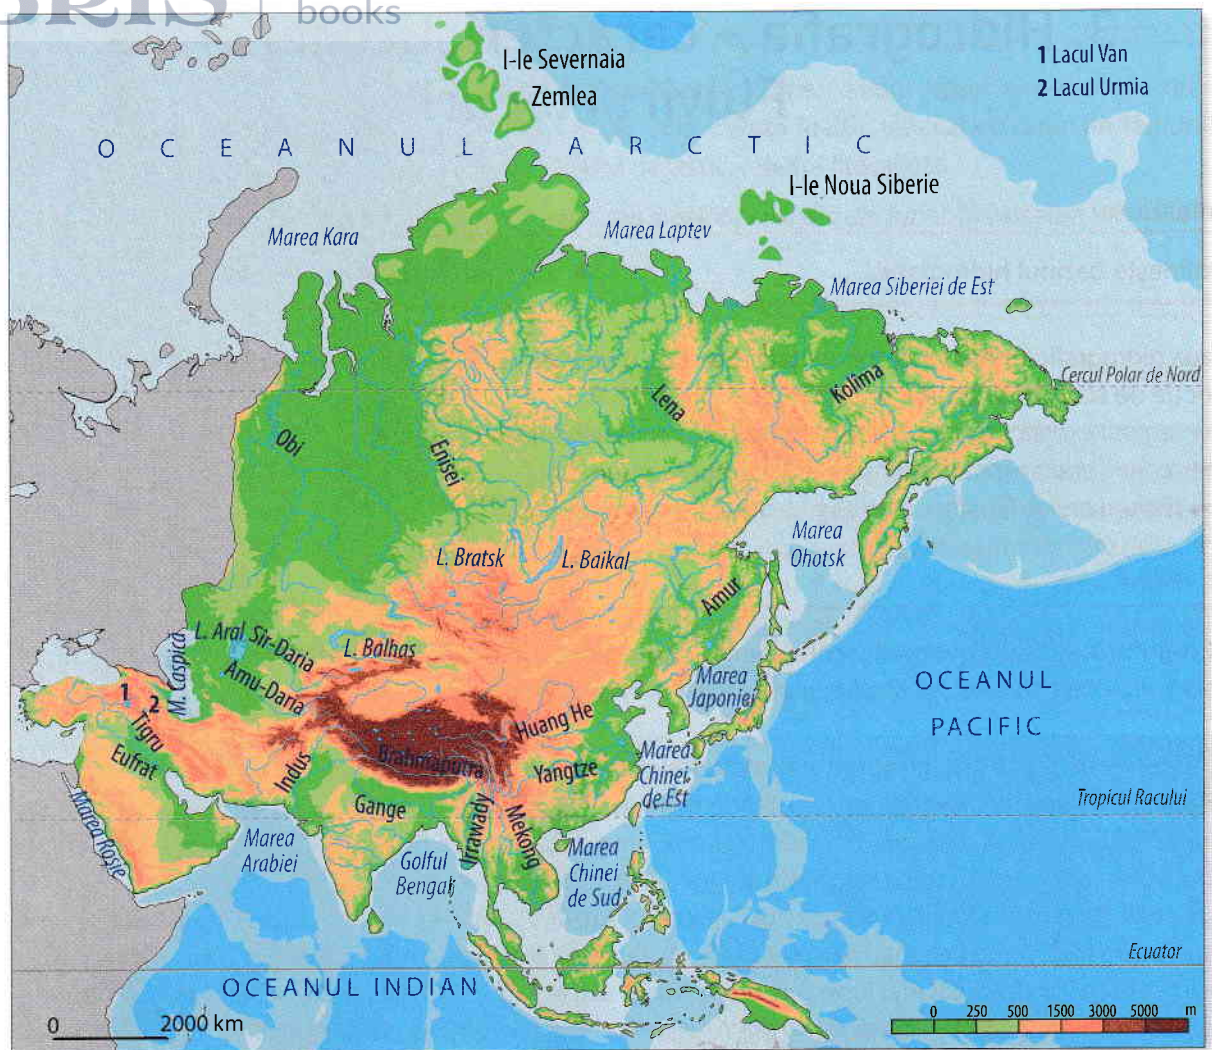 books
I-le Severnaia
Zemlea
1 Lacul Van
2 Lacul Urmia
OCEANUL ARCTIC
I-le Noua Siberie
Marea Kara
Marea Laptev
Marea Siberiei de Est
Cercul Polar de Nord
Obi
Enisei
Lena
Kolîma
L. Bratsk
L. Baikal
Marea
Ohotsk
Amur
L. Aral
Sîr-Daria
L. Balhaș
Amu-Daria
M. Caspică
1
2
Tigru
Eufrat
Marea
Japoniei
OCEANUL
PACIFIC
Huang He
Brahmaputra
Yangtze
Indus
Gange
Irrawady
Mekong
Marea
Chinei
de Est
Tropicul Racului
Marea Roșie
Marea
Arabiei
Golful
Bengal
Marea
Chinei
de Sud
Ecuator
OCEANUL INDIAN
0 2000 km
0 250 500 1500 3000 5000 m